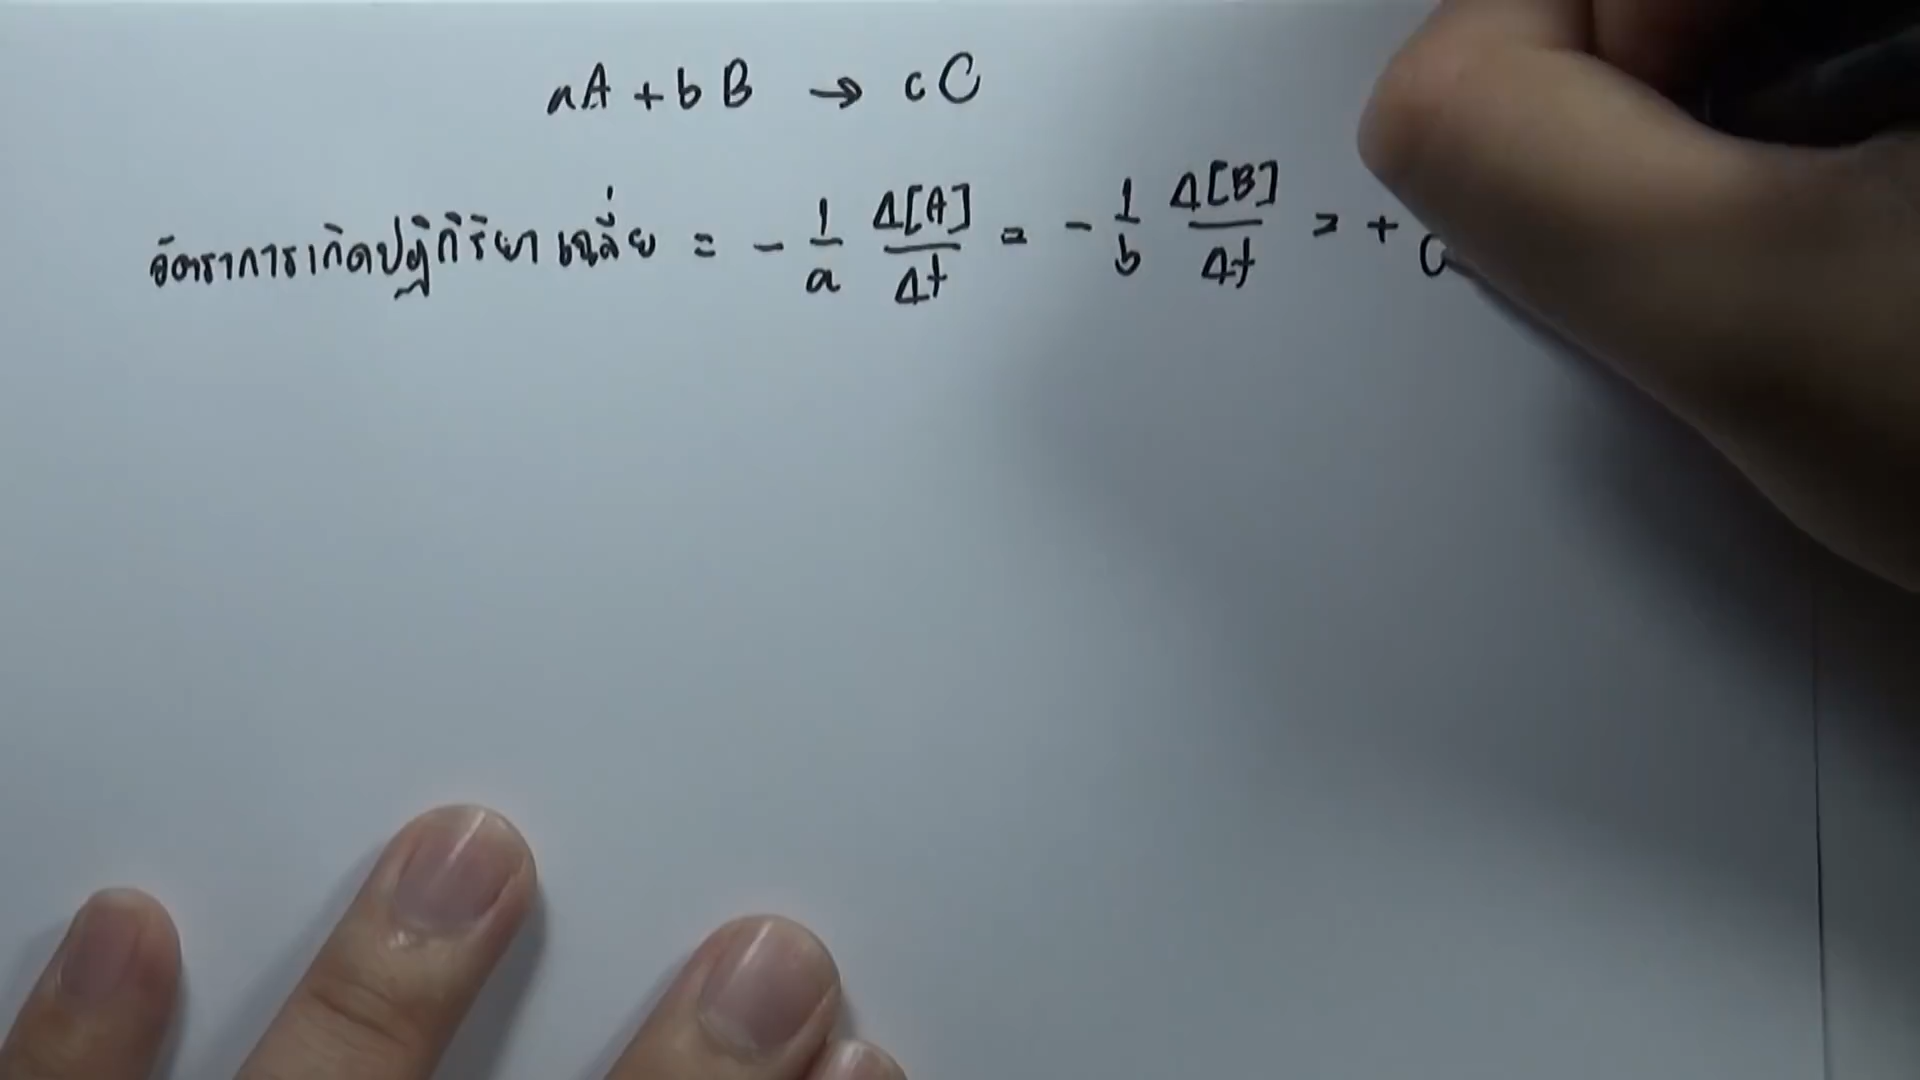 aA + bB → cC
อัตราการเกิดปฏิกิริยาเฉลี่ย = - 1/a Δ[A]/Δt = - 1/b Δ[B]/Δt = +